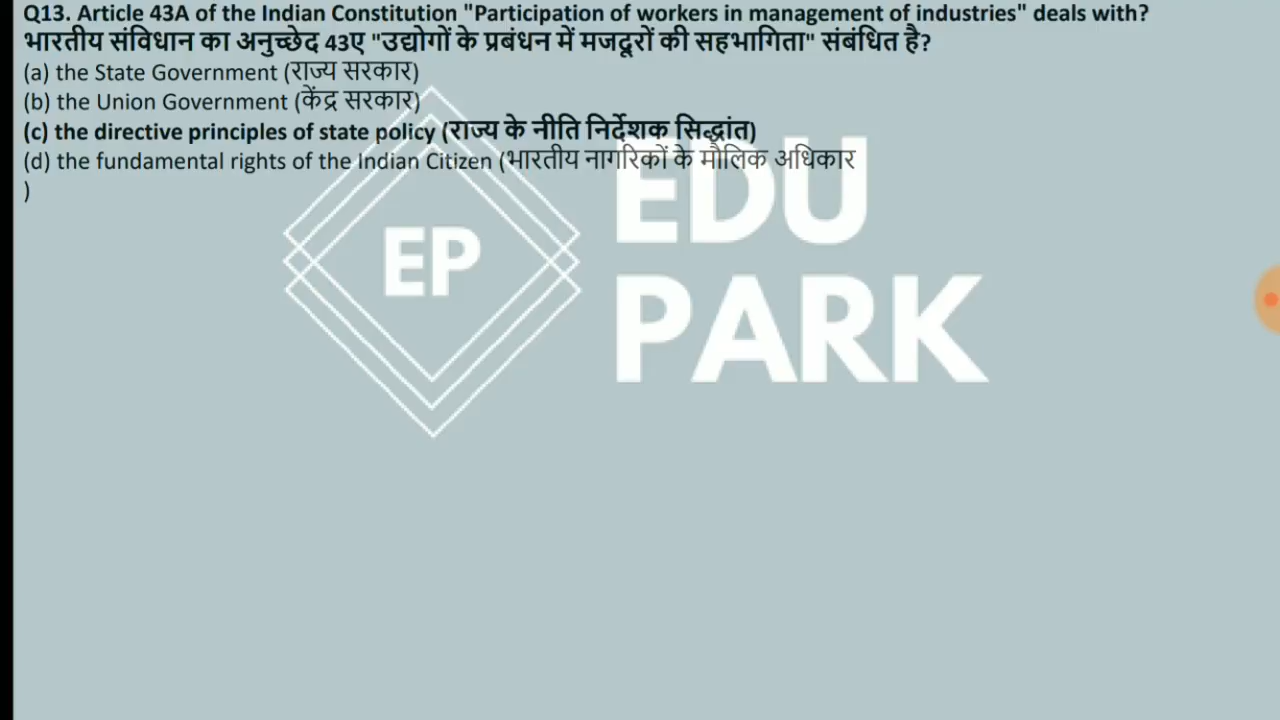 Q13. Article 43A of the Indian Constitution "Participation of workers in management of industries" deals with?
भारतीय संविधान का अनुच्छेद 43ए "उद्योगों के प्रबंधन में मजदूरों की सहभागिता" संबंधित है?
(a) the State Government (राज्य सरकार)
(b) the Union Government (केंद्र सरकार)
(c) the directive principles of state policy (राज्य के नीति निर्देशक सिद्धांत)
(d) the fundamental rights of the Indian Citizen (भारतीय नागरिकों के मौलिक अधिकार
)
EP
EDU
PARK